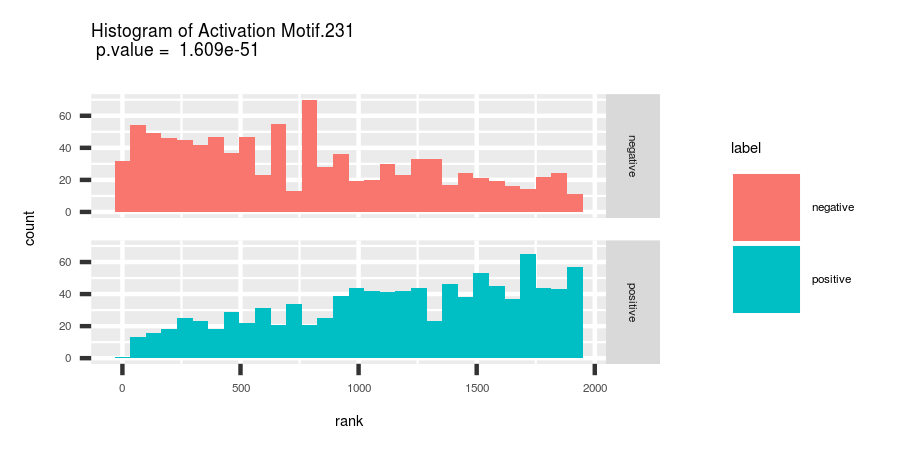 Histogram of Activation Motif.231
p.value = 1.609e-51
60
40
20
0
negative
count
60
40
20
0
positive
0 500 1000 1500 2000
rank
label
negative
positive